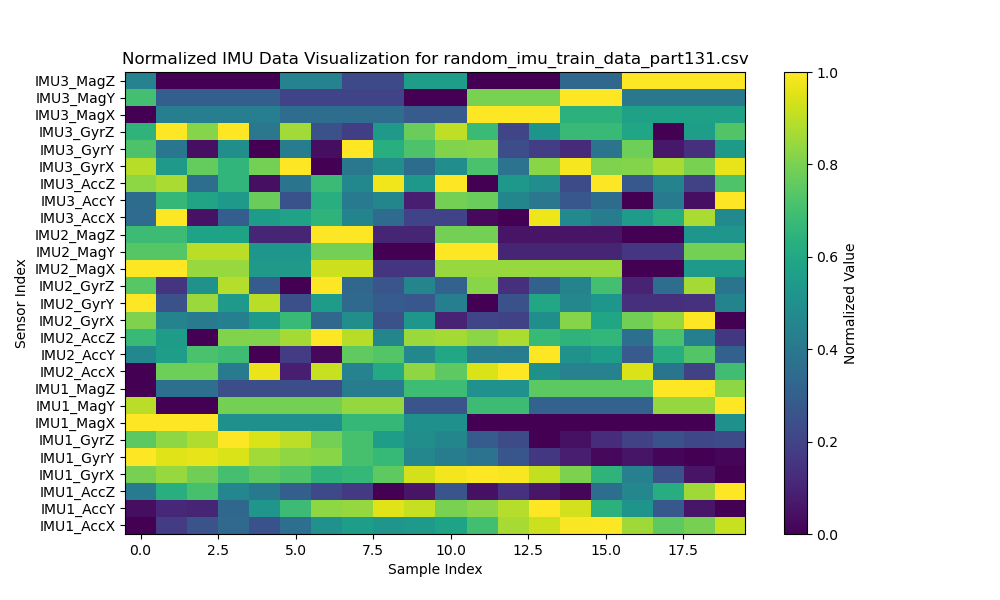 Normalized IMU Data Visualization for random_imu_train_data_part131.csv
IMU3_MagZ
IMU3_MagY
IMU3_MagX
IMU3_GyrZ
IMU3_GyrY
IMU3_GyrX
IMU3_AccZ
IMU3_AccY
IMU3_AccX
IMU2_MagZ
IMU2_MagY
IMU2_MagX
IMU2_GyrZ
IMU2_GyrY
IMU2_GyrX
IMU2_AccZ
IMU2_AccY
IMU2_AccX
IMU1_MagZ
IMU1_MagY
IMU1_MagX
IMU1_GyrZ
IMU1_GyrY
IMU1_GyrX
IMU1_AccZ
IMU1_AccY
IMU1_AccX
Sensor Index
0.0 2.5 5.0 7.5 10.0 12.5 15.0 17.5
Sample Index
1.0
0.8
0.6
0.4
0.2
0.0
Normalized Value